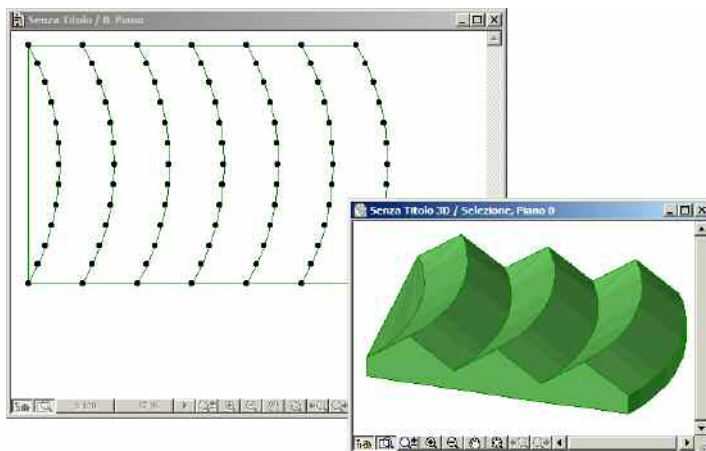 Senza Titolo / 0. Piano
Senza Titolo 3D / Selezione, Piano 0